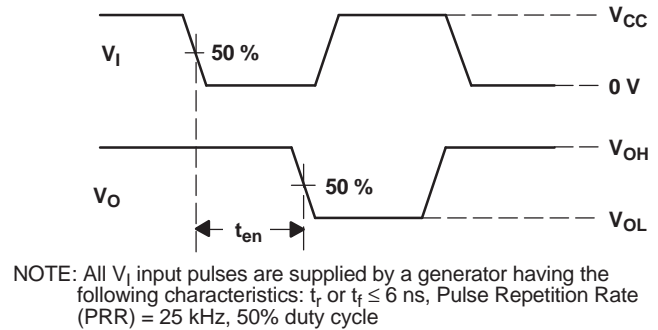 V_CC
V_I
50 %
0 V
V_OH
V_O
50 %
t_en
V_OL
NOTE: All V_I input pulses are supplied by a generator having the
following characteristics: t_r or t_f ≤ 6 ns, Pulse Repetition Rate
(PRR) = 25 kHz, 50% duty cycle